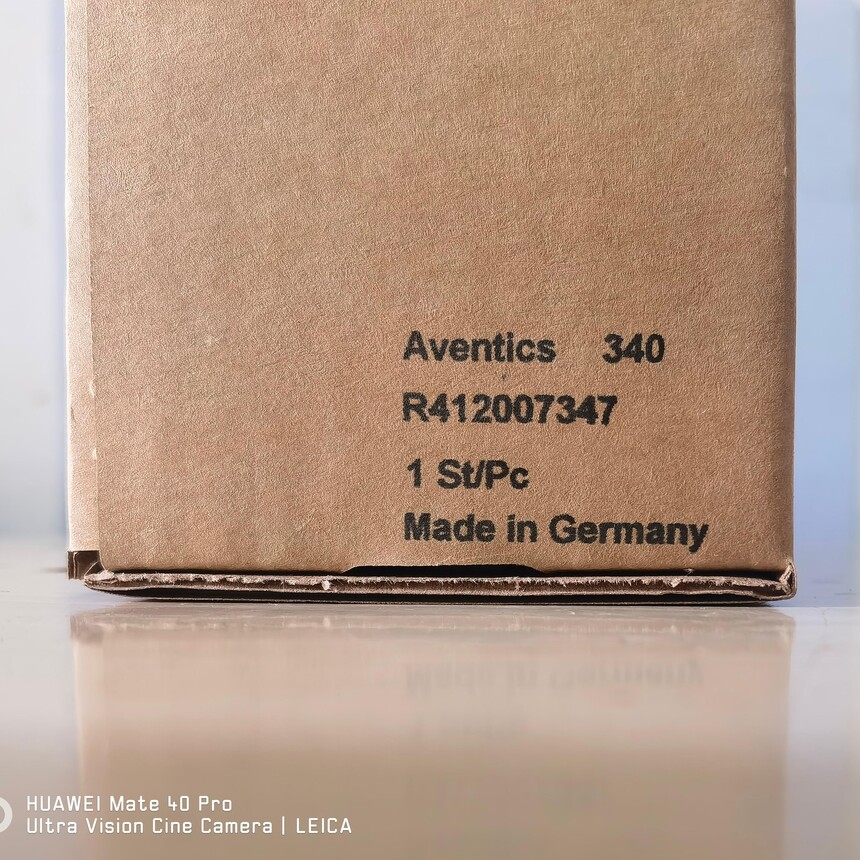 Aventics 340
R412007347
1 St/Pc
Made in Germany
HUAWEI Mate 40 Pro
Ultra Vision Cine Camera | LEICA